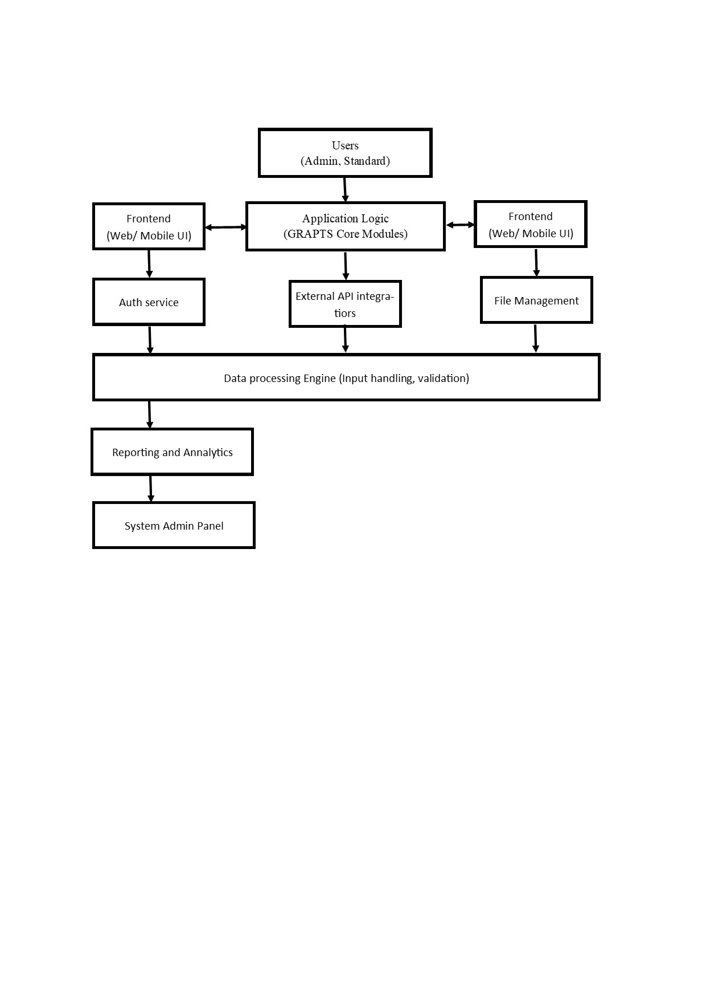 Users
(Admin, Standard)
Frontend
(Web/ Mobile UI)
Application Logic
(GRAPTS Core Modules)
Frontend
(Web/ Mobile UI)
Auth service
External API integra-
tiors
File Management
Data processing Engine (Input handling, validation)
Reporting and Annalytics
System Admin Panel